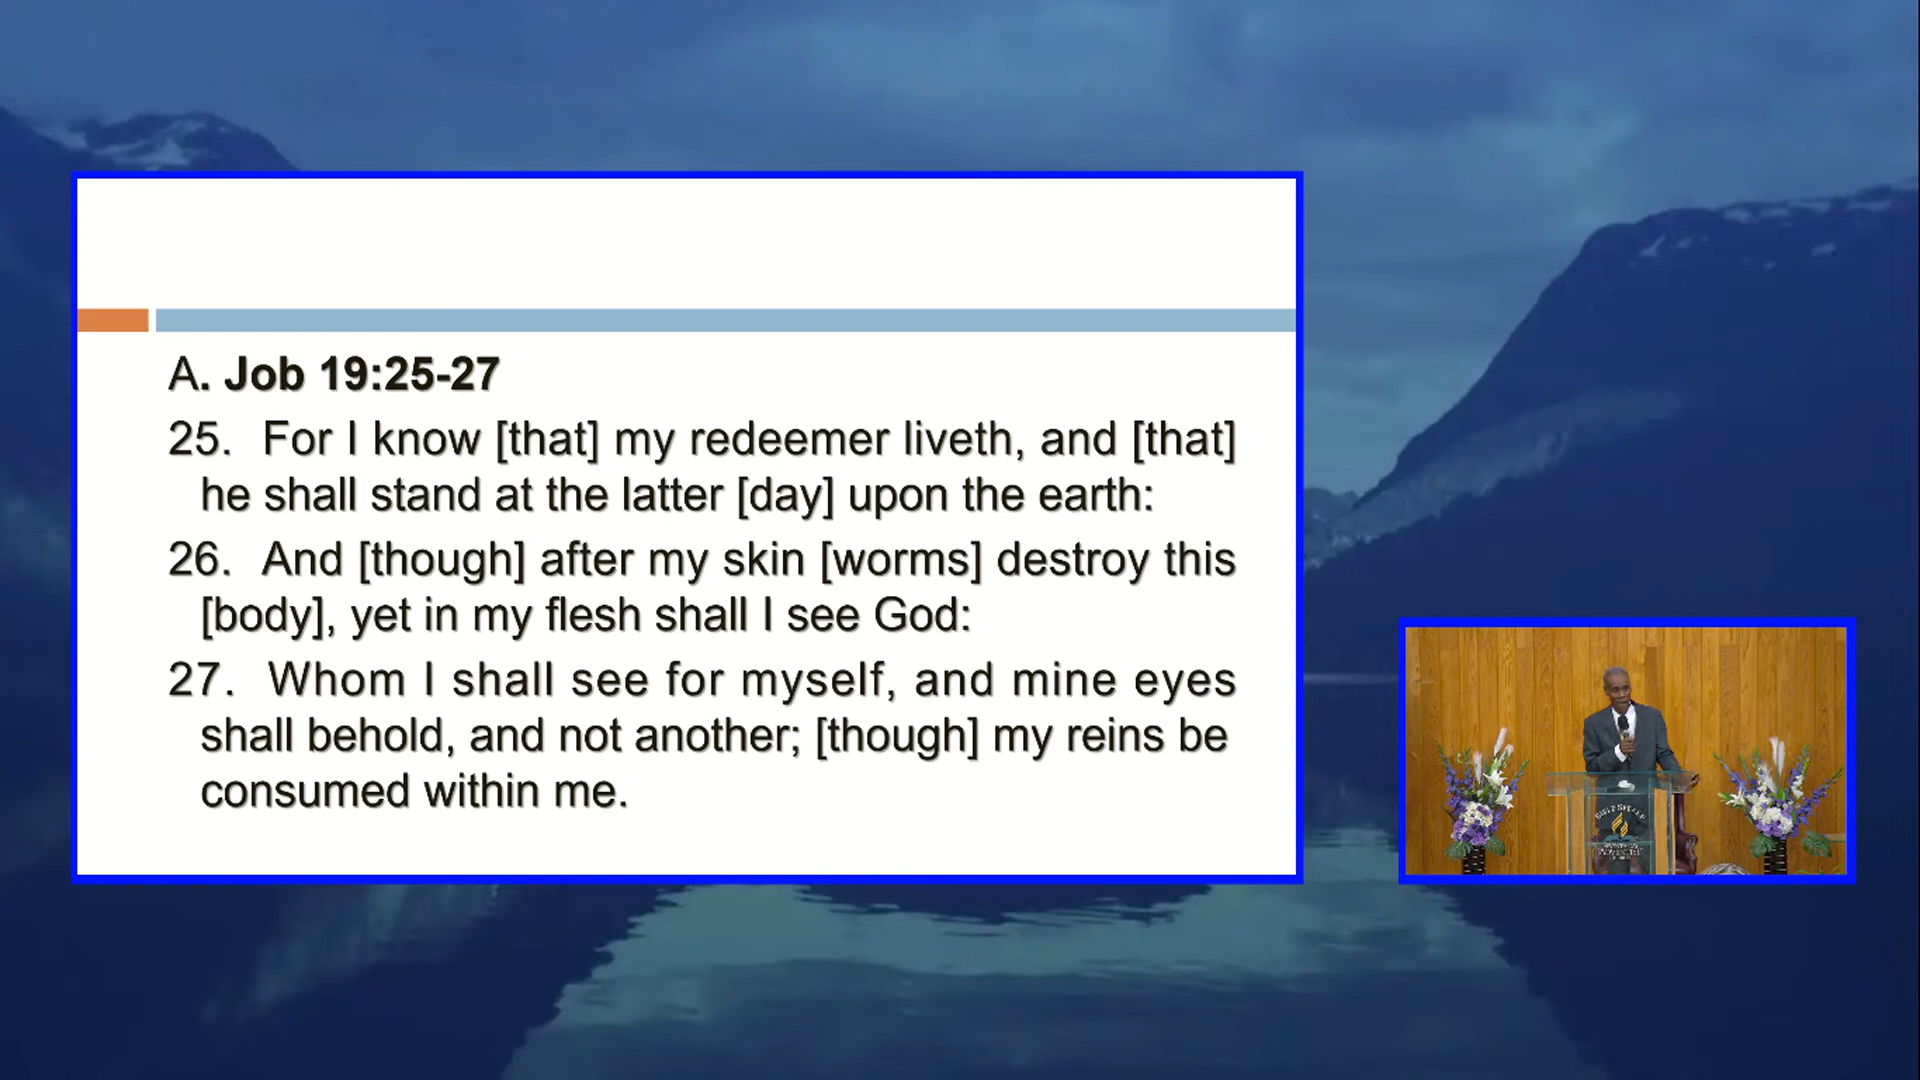 A. Job 19:25-27
25. For I know [that] my redeemer liveth, and [that]
he shall stand at the latter [day] upon the earth:
26. And [though] after my skin [worms] destroy this
[body], yet in my flesh shall I see God:
27. Whom I shall see for myself, and mine eyes
shall behold, and not another; [though] my reins be
consumed within me.